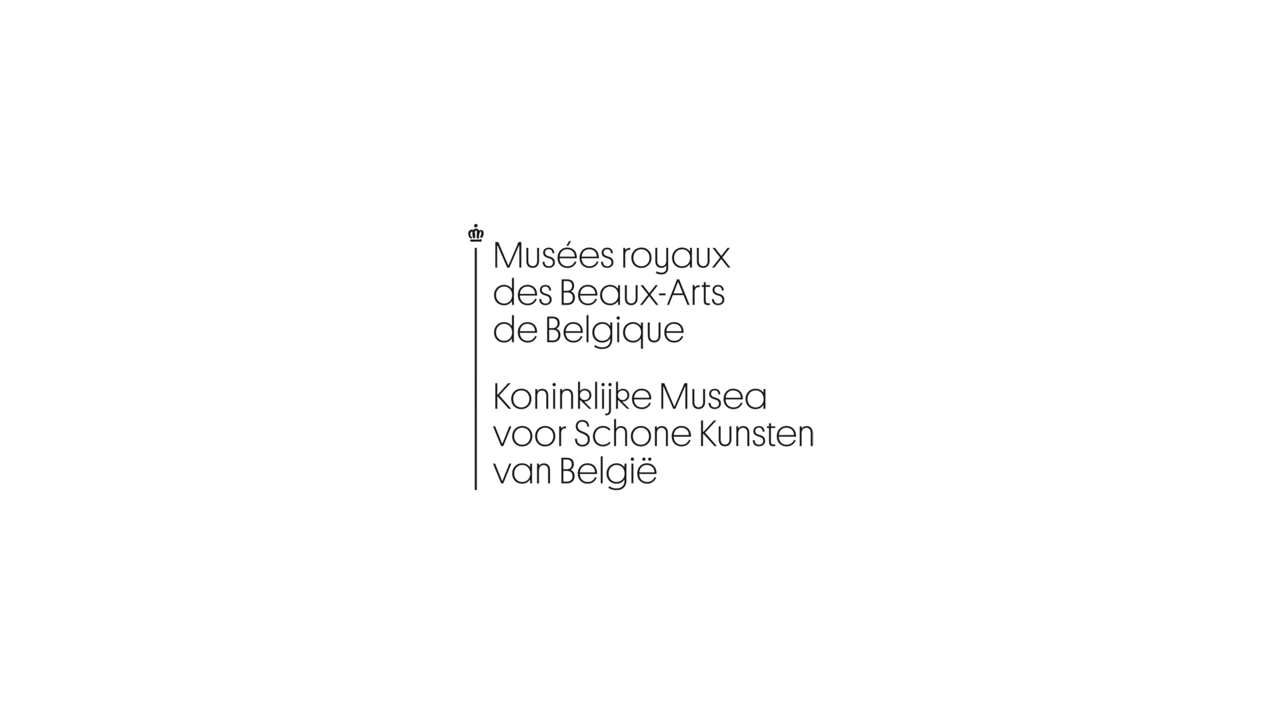 Musées royaux
des Beaux-Arts
de Belgique
Koninklijke Musea
voor Schone Kunsten
van België